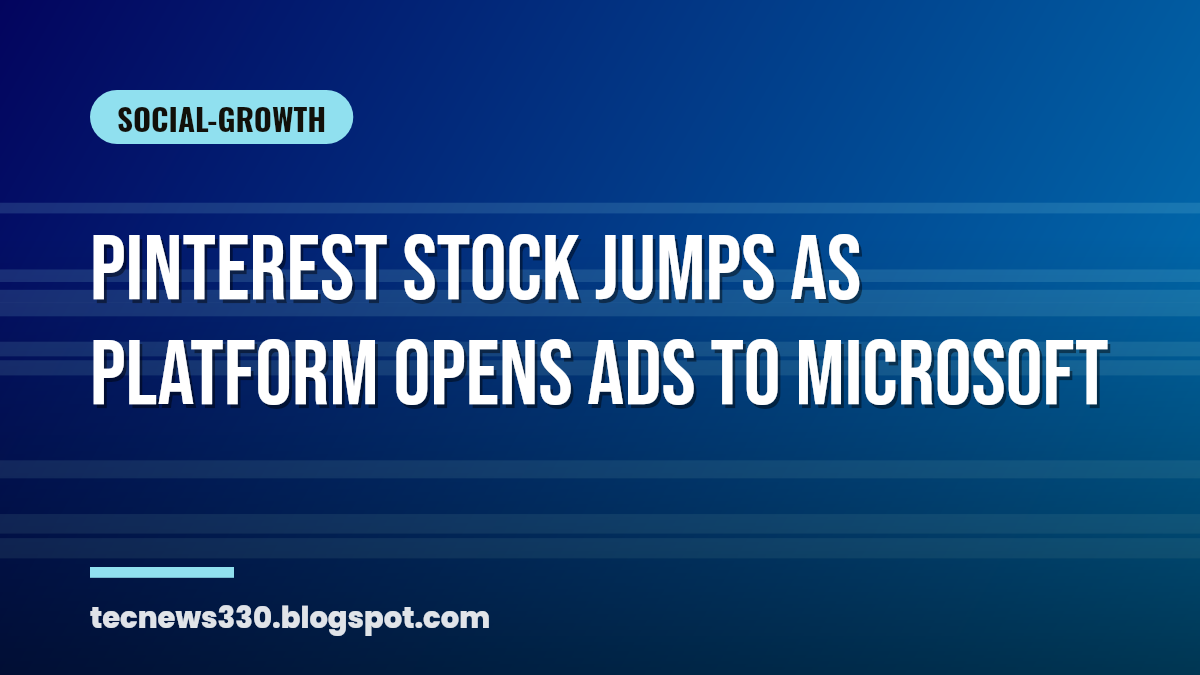 SOCIAL-GROWTH
PINTEREST STOCK JUMPS AS
PLATFORM OPENS ADS TO MICROSOFT
tecnews330.blogspot.com